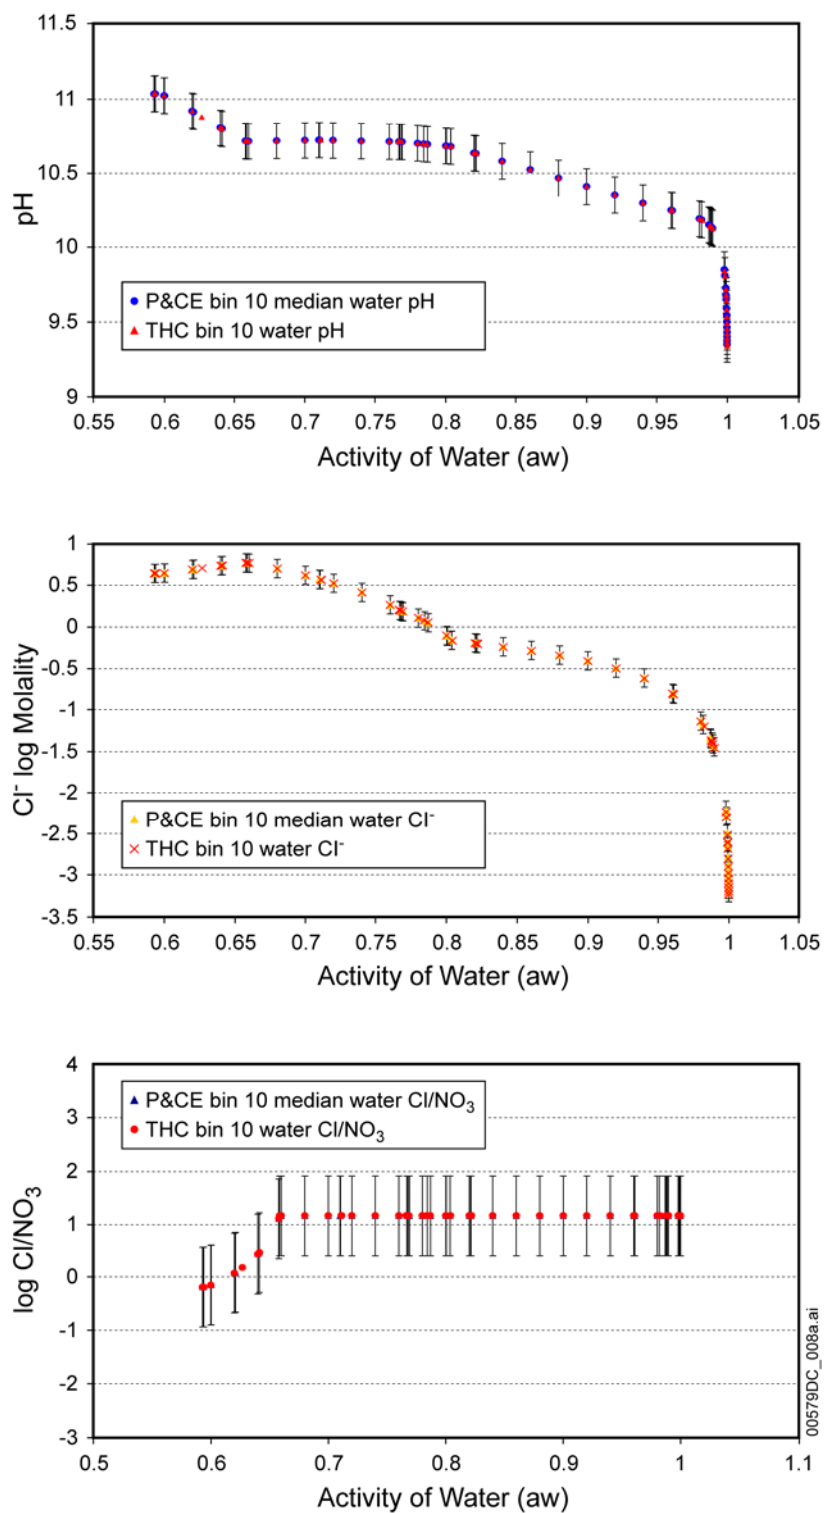 11.5
11
10.5
10
9.5
9
pH
P&CE bin 10 median water pH
THC bin 10 water pH
0.55 0.6 0.65 0.7 0.75 0.8 0.85 0.9 0.95 1 1.05
Activity of Water (aw)
1
0.5
0
-0.5
-1
-1.5
-2
-2.5
-3
-3.5
Cl⁻ log Molality
P&CE bin 10 median water Cl⁻
THC bin 10 water Cl⁻
0.55 0.6 0.65 0.7 0.75 0.8 0.85 0.9 0.95 1 1.05
Activity of Water (aw)
4
3
2
1
0
-1
-2
-3
log Cl/NO₃
P&CE bin 10 median water Cl/NO₃
THC bin 10 water Cl/NO₃
0.5 0.6 0.7 0.8 0.9 1 1.1
Activity of Water (aw)
00579DC_008a.ai